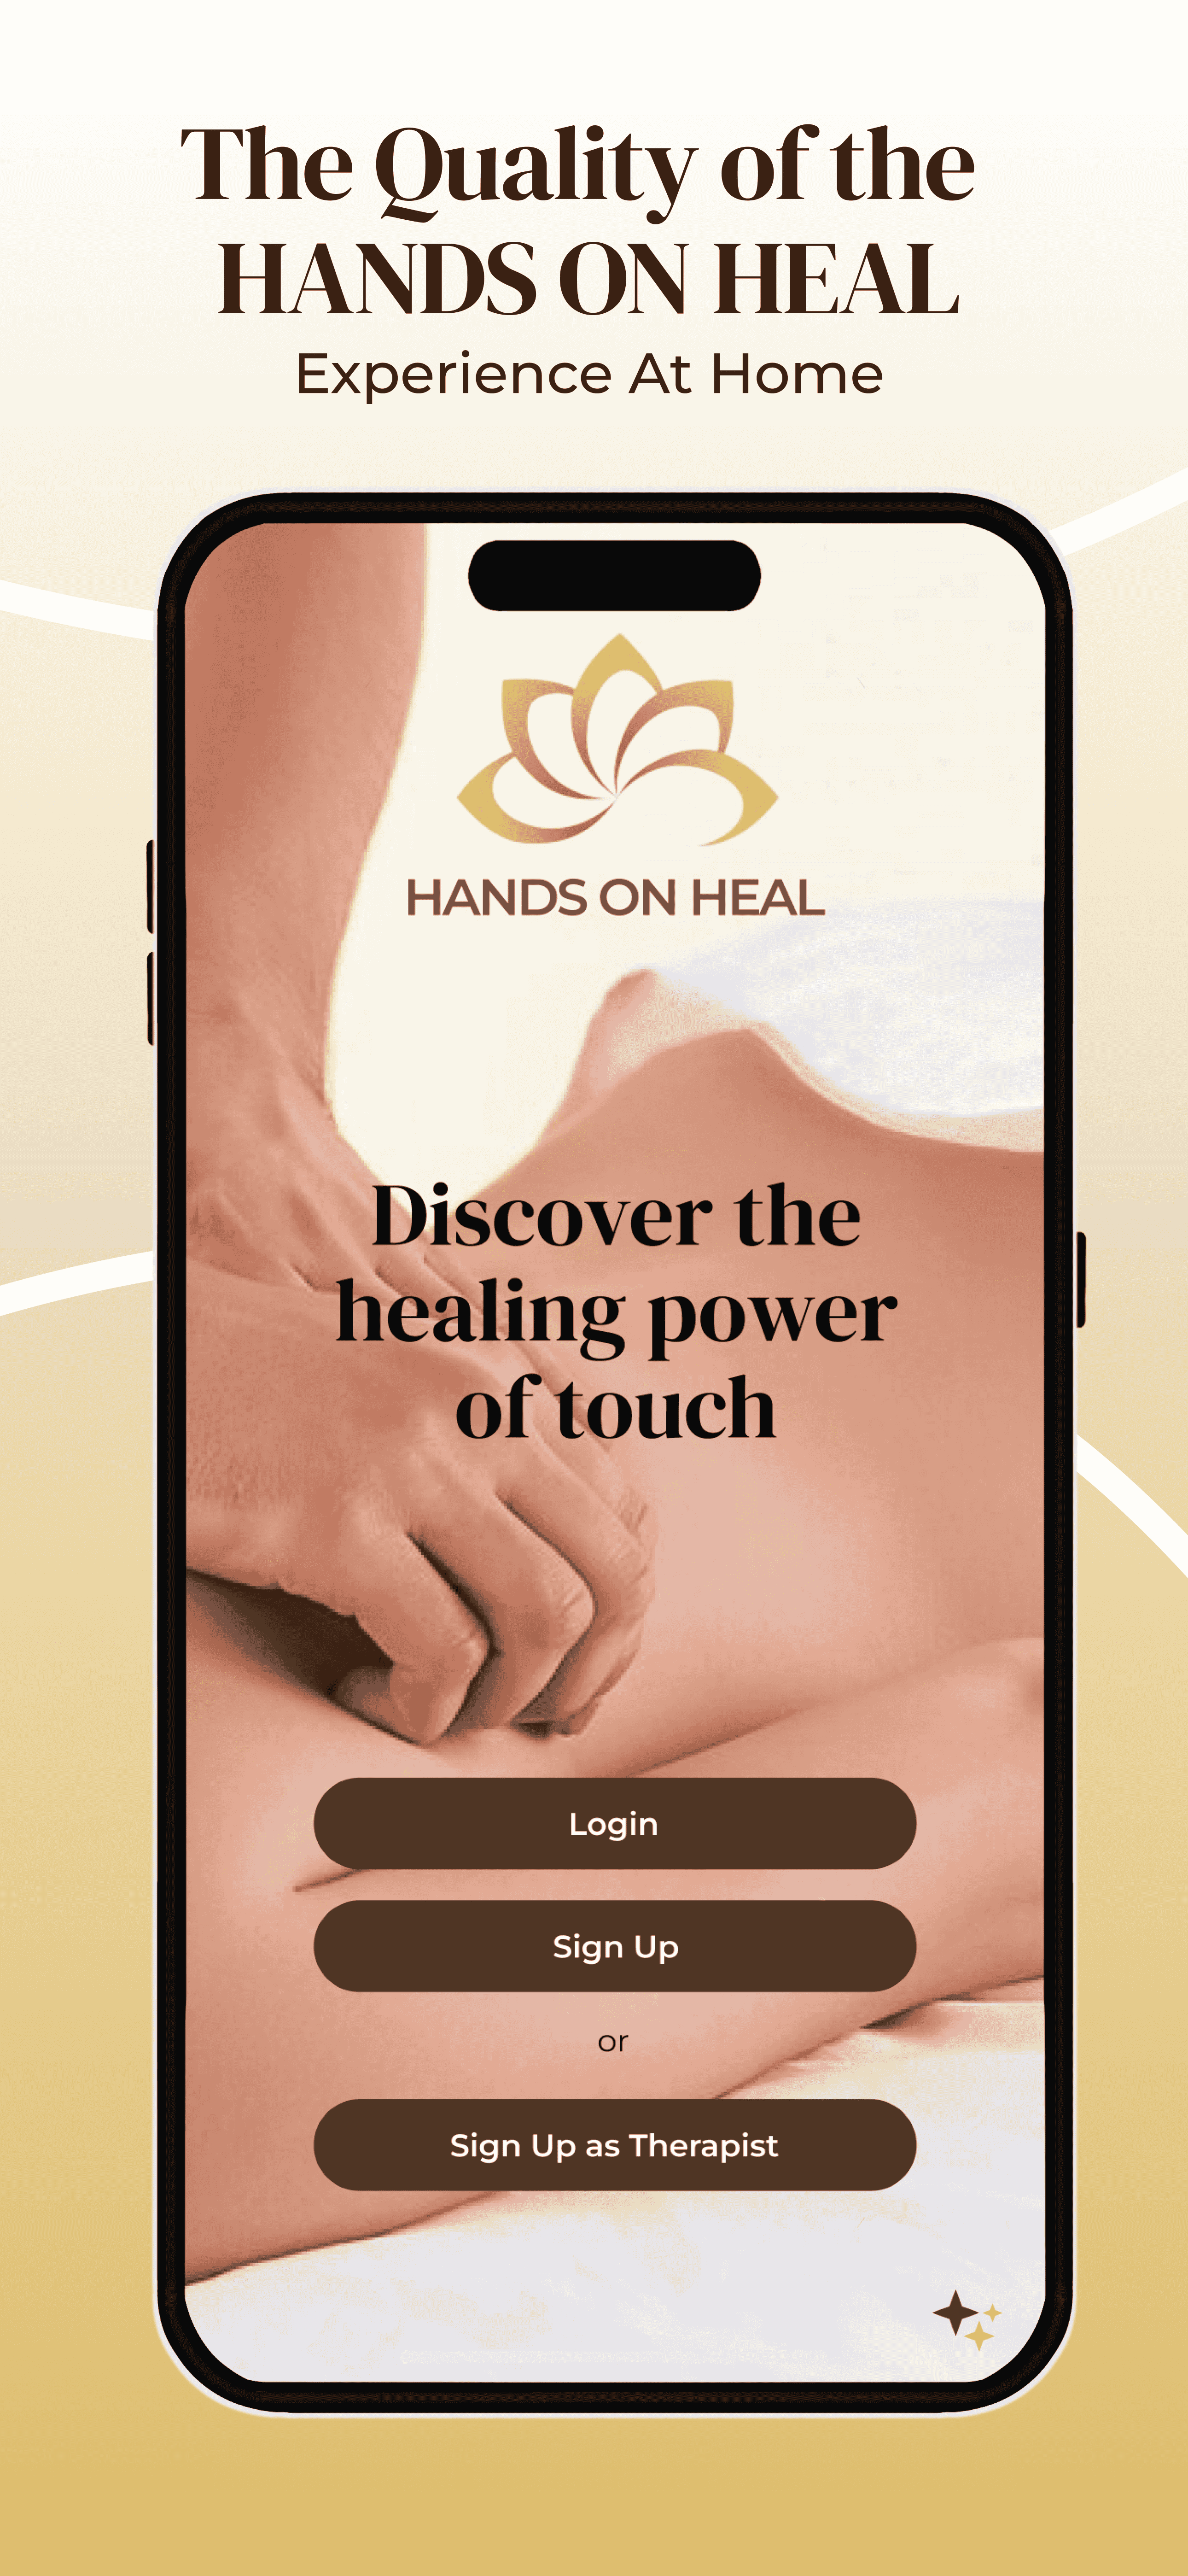 The Quality of the
HANDS ON HEAL
Experience At Home
HANDS ON HEAL
Discover the
healing power
of touch
Login
Sign Up
or
Sign Up as Therapist